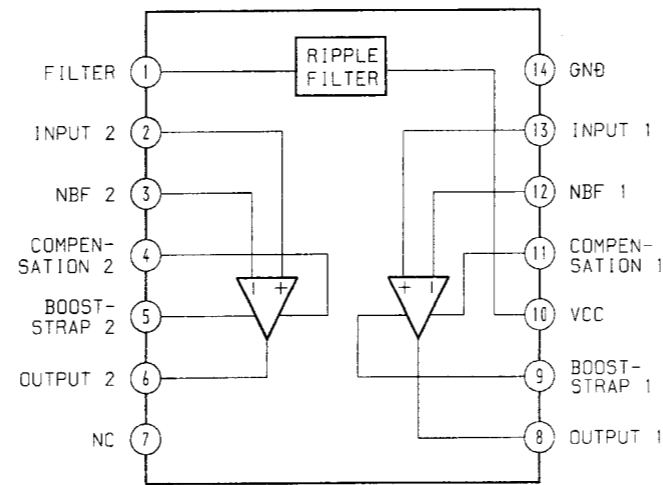 RIPPLE
FILTER
FILTER 1
INPUT 2 2
NBF 2 3
COMPEN-
SATION 2 4
BOOST-
STRAP 2 5
OUTPUT 2 6
NC 7
14 GND
13 INPUT 1
12 NBF 1
11 COMPEN-
SATION 1
10 VCC
9 BOOST-
STRAP 1
8 OUTPUT 1
- +
+ -